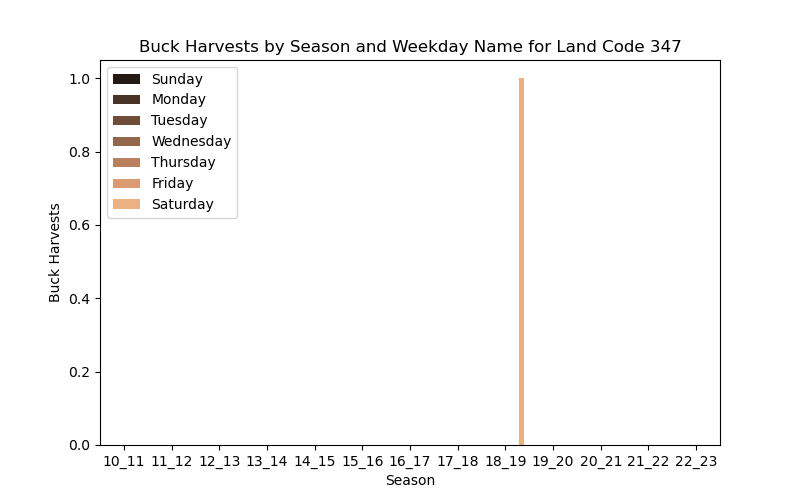 Buck Harvests by Season and Weekday Name for Land Code 347
Sunday
Monday
Tuesday
Wednesday
Thursday
Friday
Saturday
1.0
0.8
0.6
0.4
0.2
0.0
Buck Harvests
10_11 11_12 12_13 13_14 14_15 15_16 16_17 17_18 18_19 19_20 20_21 21_22 22_23
Season